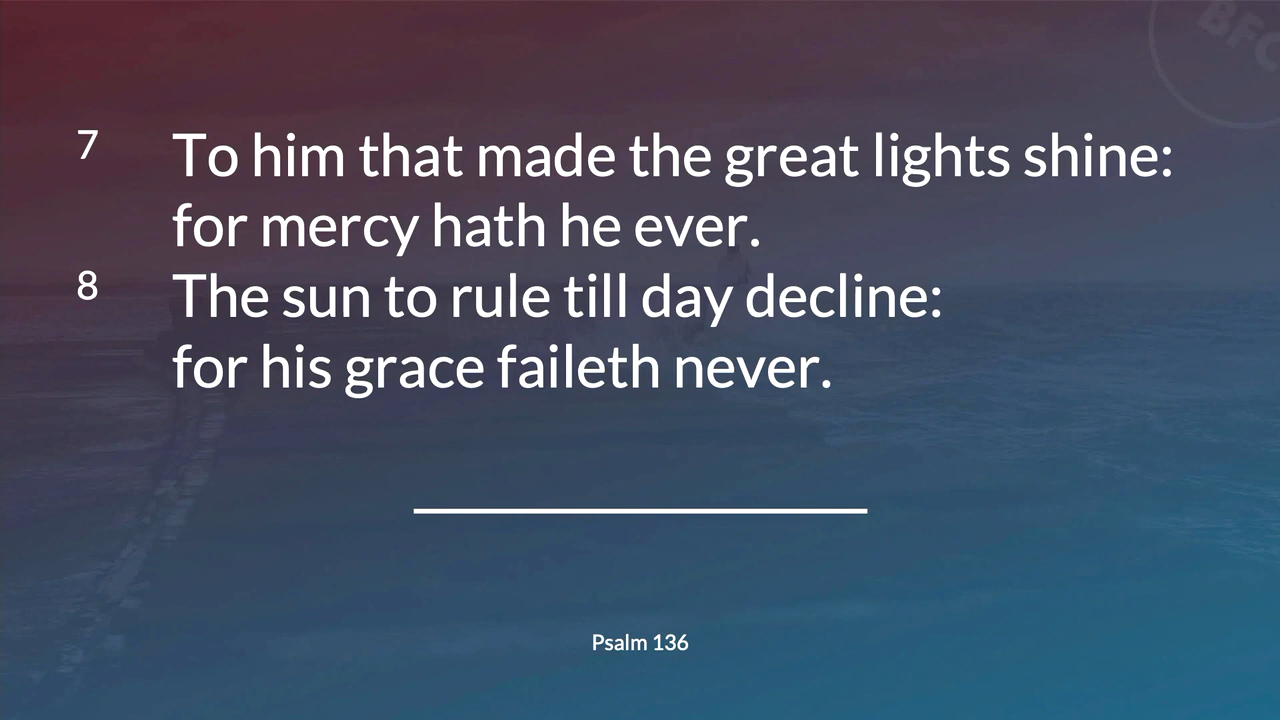 BFC
7 To him that made the great lights shine:
for mercy hath he ever.
8 The sun to rule till day decline:
for his grace faileth never.
Psalm 136